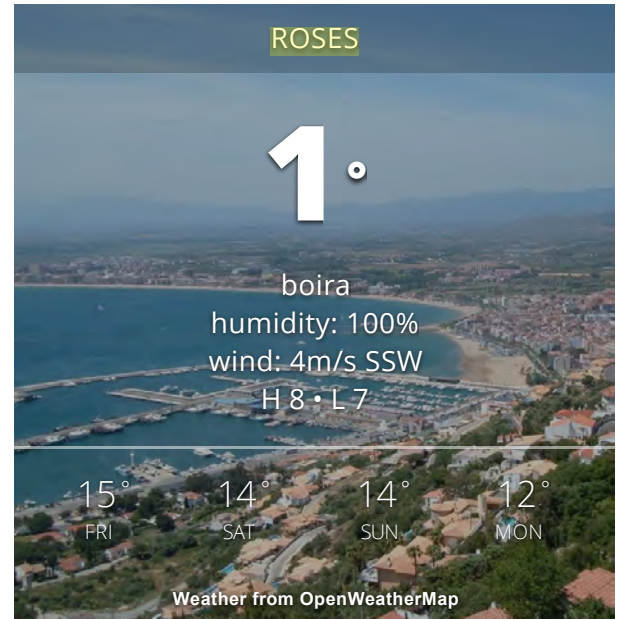 ROSES
1°
boira
humidity: 100%
wind: 4m/s SSW
H 8 • L 7
15° 14° 14° 12°
FRI SAT SUN MON
Weather from OpenWeatherMap